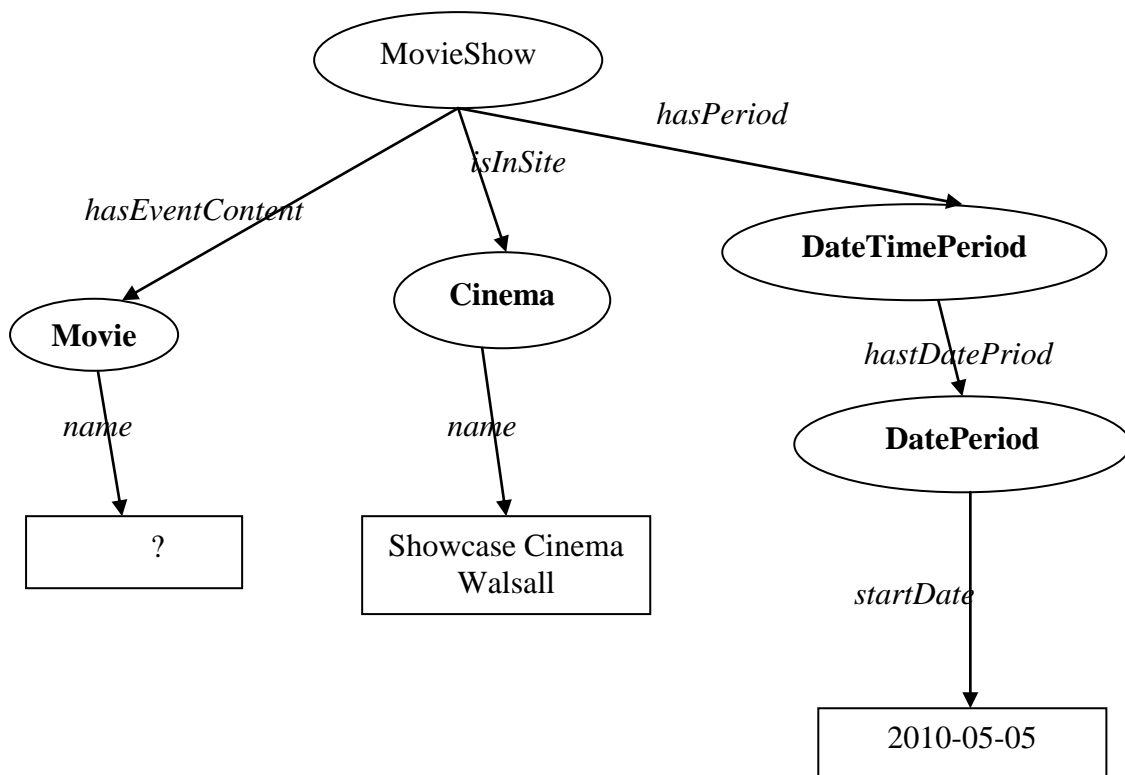 MovieShow
hasPeriod
isInSite
hasEventContent
DateTimePeriod
Cinema
Movie
hastDatePriod
name
name
DatePeriod
?
Showcase Cinema
Walsall
startDate
2010-05-05